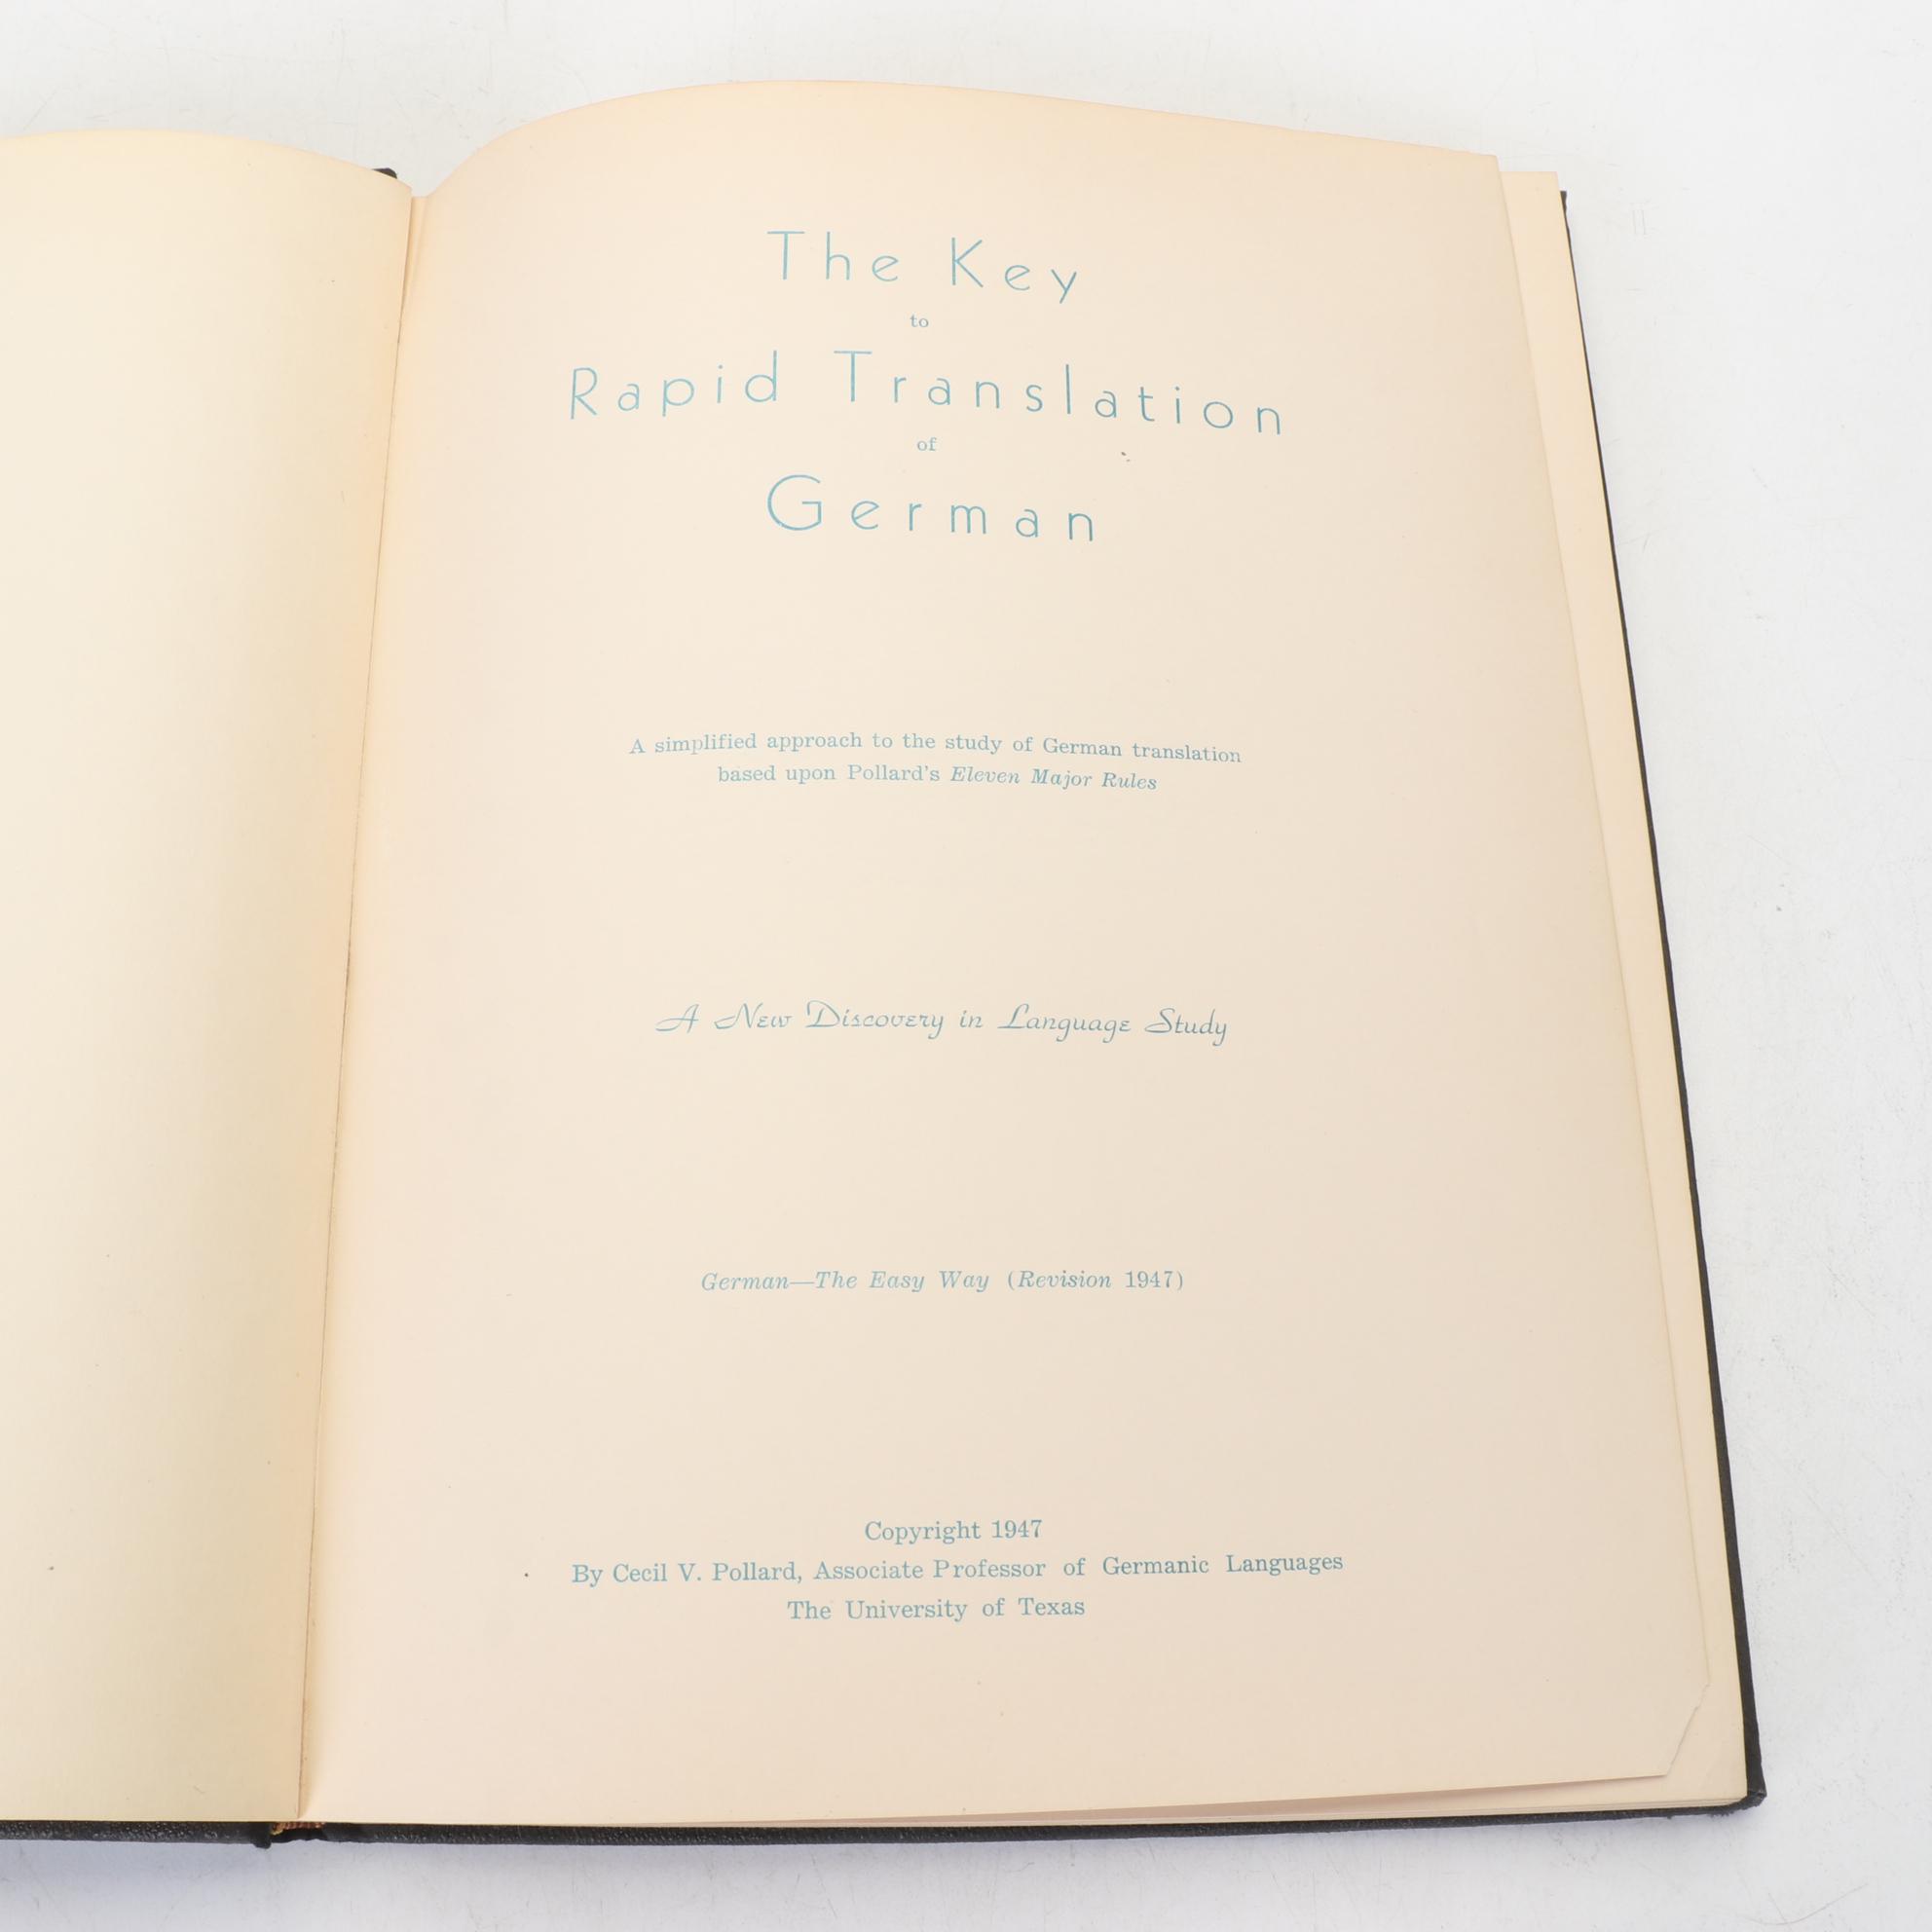 The Key
to
Rapid Translation
of
German
A simplified approach to the study of German translation
based upon Pollard's Eleven Major Rules
A New Discovery in Language Study
German—The Easy Way (Revision 1947)
Copyright 1947
By Cecil V. Pollard, Associate Professor of Germanic Languages
The University of Texas